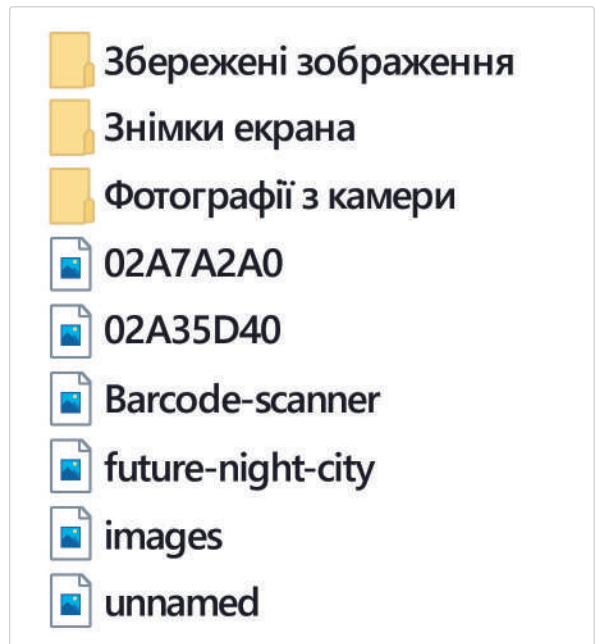 Збережені зображення
Знімки екрана
Фотографії з камери
02A7A2A0
02A35D40
Barcode-scanner
future-night-city
images
unnamed